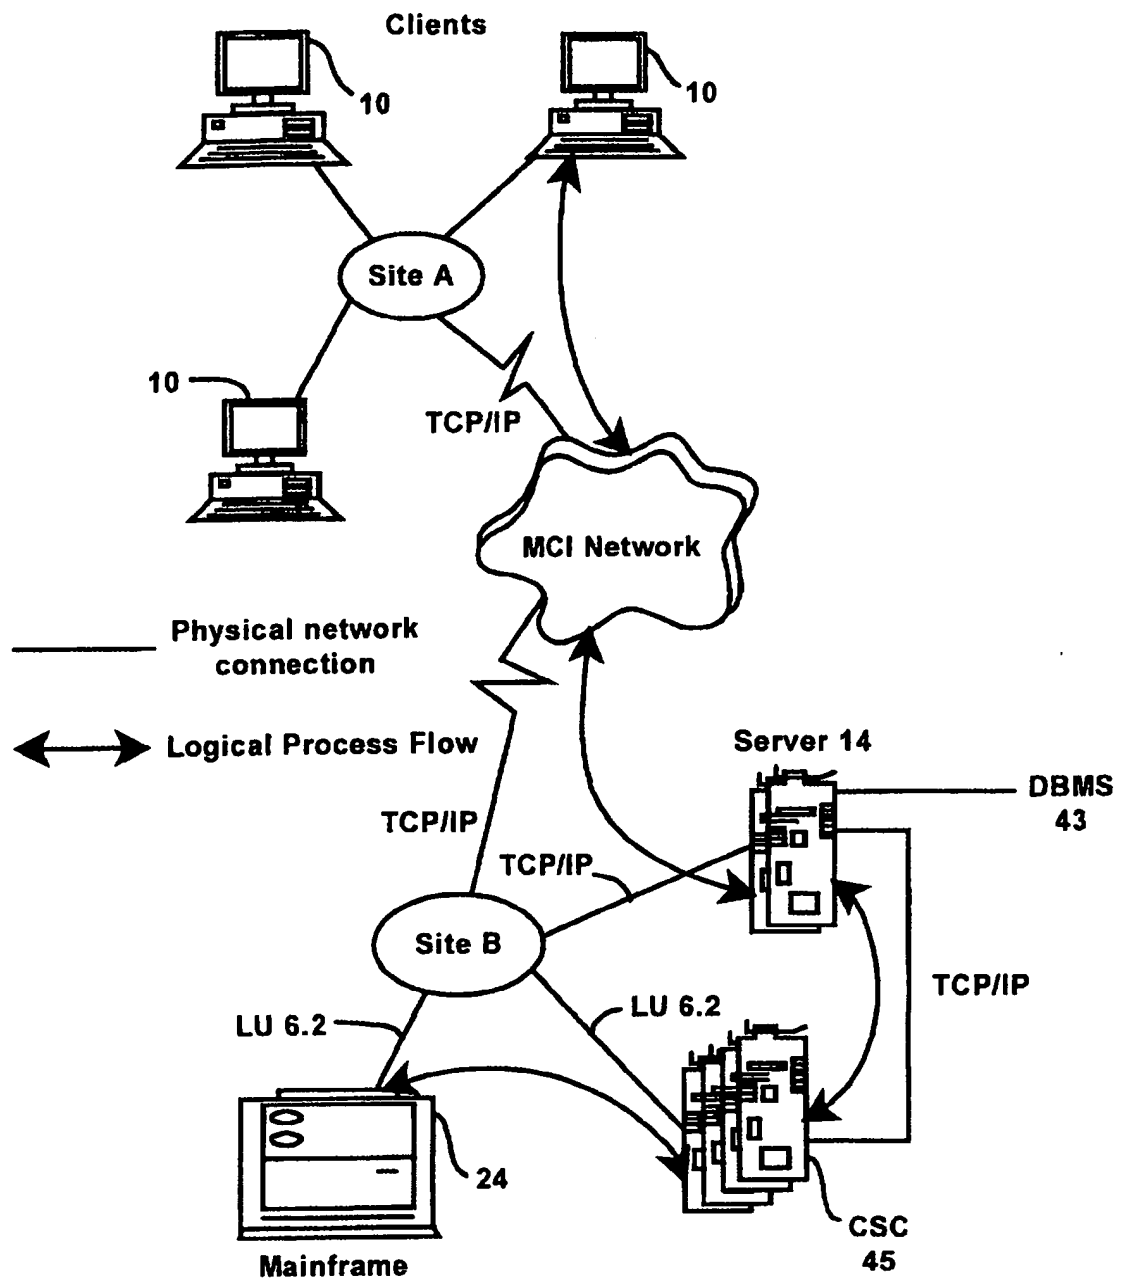 Clients
10
10
Site A
10
TCP/IP
MCI Network
Physical network
connection
Logical Process Flow
Server 14
DBMS
43
TCP/IP
TCP/IP
Site B
TCP/IP
LU 6.2
LU 6.2
24
CSC
45
Mainframe